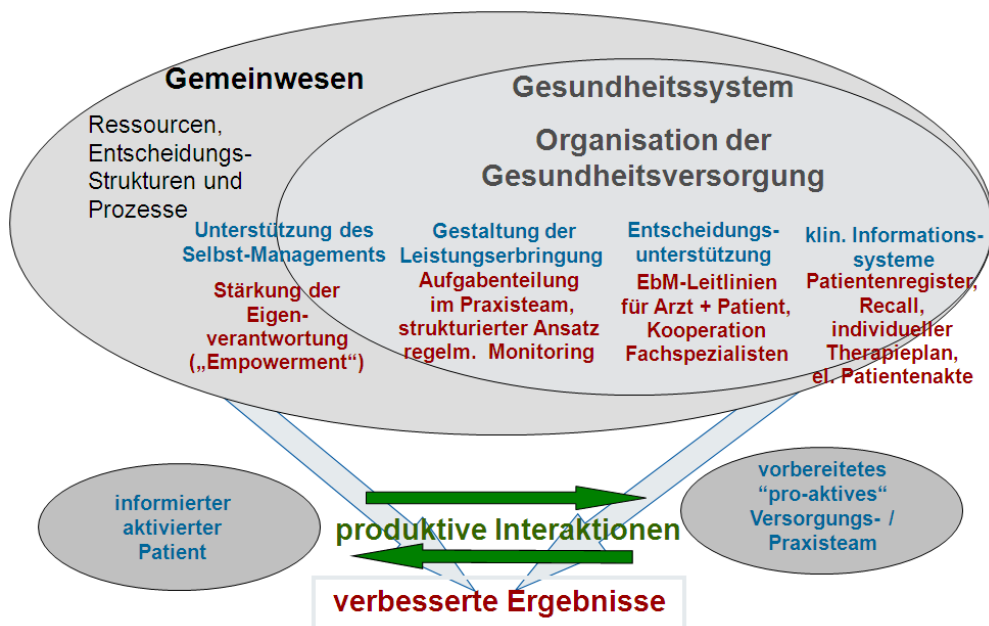 Gemeinwesen
Ressourcen,
Entscheidungs-
Strukturen und
Prozesse
Gesundheitssystem
Organisation der
Gesundheitsversorgung
Unterstützung des
Selbst-Managements
Stärkung der
Eigen-
verantwortung
(„Empowerment“)
Gestaltung der
Leistungserbringung
Aufgabenteilung
im Praxisteam,
strukturierter Ansatz
regelm. Monitoring
Entscheidungs-
unterstützung
EbM-Leitlinien
für Arzt + Patient,
Kooperation
Fachspezialisten
klin. Informations-
systeme
Patientenregister,
Recall,
individueller
Therapieplan,
el. Patientenakte
informierter
aktivierter
Patient
produktive Interaktionen
vorbereitetes
“pro-aktives“
Versorgungs- /
Praxisteam
verbesserte Ergebnisse